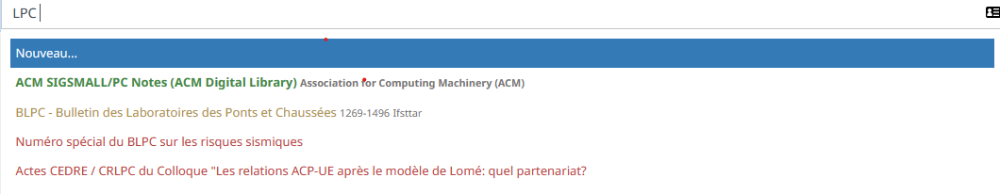 LPC
Nouveau...
ACM SIGSMALL/PC Notes (ACM Digital Library) Association for Computing Machinery (ACM)
BLPC - Bulletin des Laboratoires des Ponts et Chaussées 1269-1496 Ifsttar
Numéro spécial du BLPC sur les risques sismiques
Actes CEDRE / CRLPC du Colloque "Les relations ACP-UE après le modèle de Lomé: quel partenariat?